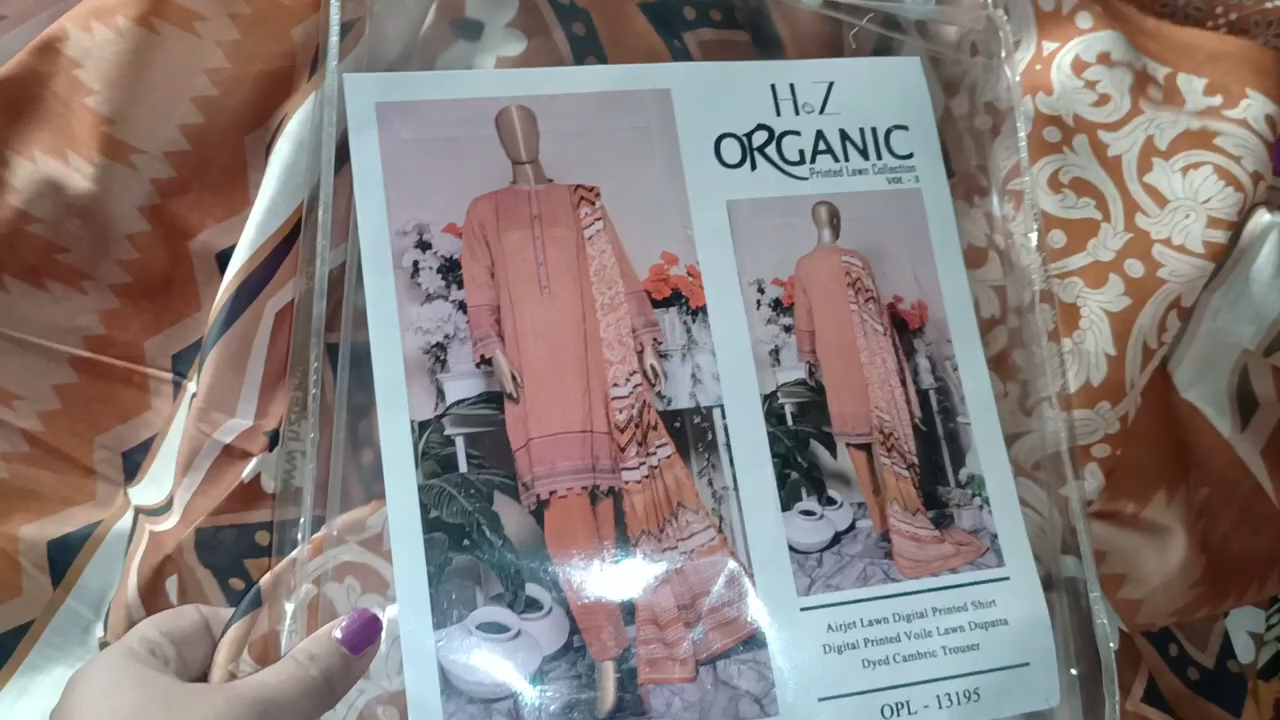 H&Z
ORGANIC
Printed Lawn Collection
VOL - 3
Airjet Lawn Digital Printed Shirt
Digital Printed Voile Lawn Dupatta
Dyed Cambric Trouser
OPL - 13195